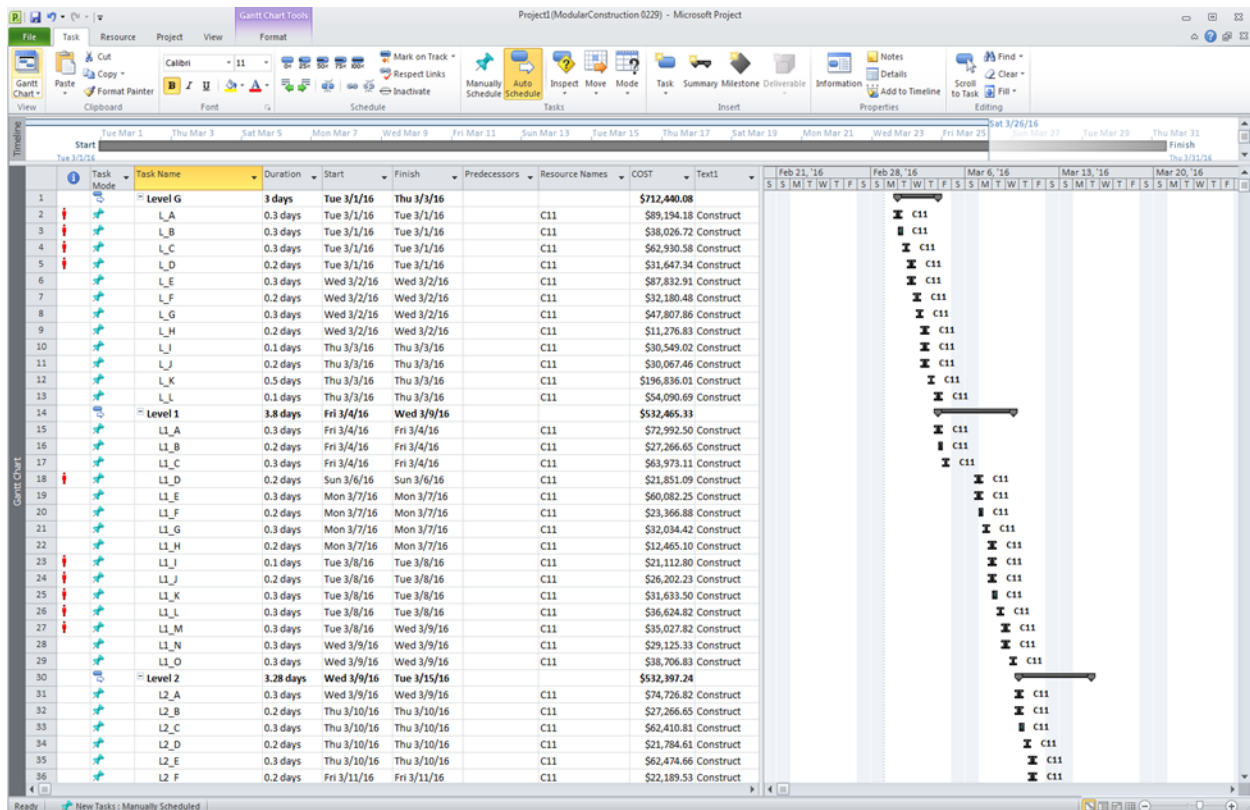 Gantt Chart Tools
Project1(ModularConstruction 0229) - Microsoft Project
File Task Resource Project View Format
Gantt Chart
View
Paste
Cut
Copy
Format Painter
Clipboard
Calibri 11
B I U A
Font
Mark on Track
Respect Links
Inactivate
Schedule
Manually Schedule
Auto Schedule
Inspect Move Mode
Tasks
Task Summary Milestone Deliverable
Insert
Information
Notes
Details
Add to Timeline
Properties
Scroll to Task
Find
Clear
Fill
Editing
Timeline
Sat 3/26/16
Tue Mar 1 Thu Mar 3 Sat Mar 5 Mon Mar 7 Wed Mar 9 Fri Mar 11 Sun Mar 13 Tue Mar 15 Thu Mar 17 Sat Mar 19 Mon Mar 21 Wed Mar 23 Fri Mar 25 Sun Mar 27 Tue Mar 29 Thu Mar 31
Start
Tue 3/1/16
Finish
Thu 3/31/16
Task Mode Task Name Duration Start Finish Predecessors Resource Names COST Text1
Feb 21, '16 Feb 28, '16 Mar 6, '16 Mar 13, '16 Mar 20, '16
S S M T W T F S S M T W T F S S M T W T F S S M T W T F S S M T W T F
Gantt Chart
1 Level G 3 days Tue 3/1/16 Thu 3/3/16 $712,440.08
2 L_A 0.3 days Tue 3/1/16 Tue 3/1/16 C11 $89,194.18 Construct C11
3 L_B 0.3 days Tue 3/1/16 Tue 3/1/16 C11 $38,026.72 Construct C11
4 L_C 0.3 days Tue 3/1/16 Tue 3/1/16 C11 $62,930.58 Construct C11
5 L_D 0.2 days Tue 3/1/16 Tue 3/1/16 C11 $31,647.34 Construct C11
6 L_E 0.3 days Wed 3/2/16 Wed 3/2/16 C11 $87,832.91 Construct C11
7 L_F 0.2 days Wed 3/2/16 Wed 3/2/16 C11 $32,180.48 Construct C11
8 L_G 0.3 days Wed 3/2/16 Wed 3/2/16 C11 $47,807.86 Construct C11
9 L_H 0.2 days Wed 3/2/16 Wed 3/2/16 C11 $11,276.83 Construct C11
10 L_I 0.1 days Thu 3/3/16 Thu 3/3/16 C11 $30,549.02 Construct C11
11 L_J 0.2 days Thu 3/3/16 Thu 3/3/16 C11 $30,067.46 Construct C11
12 L_K 0.5 days Thu 3/3/16 Thu 3/3/16 C11 $196,836.01 Construct C11
13 L_L 0.1 days Thu 3/3/16 Thu 3/3/16 C11 $54,090.69 Construct C11
14 Level 1 3.8 days Fri 3/4/16 Wed 3/9/16 $532,465.33
15 L1_A 0.3 days Fri 3/4/16 Fri 3/4/16 C11 $72,992.50 Construct C11
16 L1_B 0.2 days Fri 3/4/16 Fri 3/4/16 C11 $27,266.65 Construct C11
17 L1_C 0.3 days Fri 3/4/16 Fri 3/4/16 C11 $63,973.11 Construct C11
18 L1_D 0.2 days Sun 3/6/16 Sun 3/6/16 C11 $21,851.09 Construct C11
19 L1_E 0.3 days Mon 3/7/16 Mon 3/7/16 C11 $60,082.25 Construct C11
20 L1_F 0.2 days Mon 3/7/16 Mon 3/7/16 C11 $23,366.88 Construct C11
21 L1_G 0.3 days Mon 3/7/16 Mon 3/7/16 C11 $32,034.42 Construct C11
22 L1_H 0.2 days Mon 3/7/16 Mon 3/7/16 C11 $12,465.10 Construct C11
23 L1_I 0.1 days Tue 3/8/16 Tue 3/8/16 C11 $21,112.80 Construct C11
24 L1_J 0.2 days Tue 3/8/16 Tue 3/8/16 C11 $26,202.23 Construct C11
25 L1_K 0.3 days Tue 3/8/16 Tue 3/8/16 C11 $31,633.50 Construct C11
26 L1_L 0.3 days Tue 3/8/16 Tue 3/8/16 C11 $36,624.82 Construct C11
27 L1_M 0.3 days Tue 3/8/16 Wed 3/9/16 C11 $35,027.82 Construct C11
28 L1_N 0.3 days Wed 3/9/16 Wed 3/9/16 C11 $29,125.33 Construct C11
29 L1_O 0.3 days Wed 3/9/16 Wed 3/9/16 C11 $38,706.83 Construct C11
30 Level 2 3.28 days Wed 3/9/16 Tue 3/15/16 $532,397.24
31 L2_A 0.3 days Wed 3/9/16 Wed 3/9/16 C11 $74,726.82 Construct C11
32 L2_B 0.2 days Thu 3/10/16 Thu 3/10/16 C11 $27,266.65 Construct C11
33 L2_C 0.3 days Thu 3/10/16 Thu 3/10/16 C11 $62,410.81 Construct C11
34 L2_D 0.2 days Thu 3/10/16 Thu 3/10/16 C11 $21,784.61 Construct C11
35 L2_E 0.3 days Thu 3/10/16 Thu 3/10/16 C11 $62,474.66 Construct C11
36 L2_F 0.2 days Fri 3/11/16 Fri 3/11/16 C11 $22,189.53 Construct C11
Ready New Tasks : Manually Scheduled